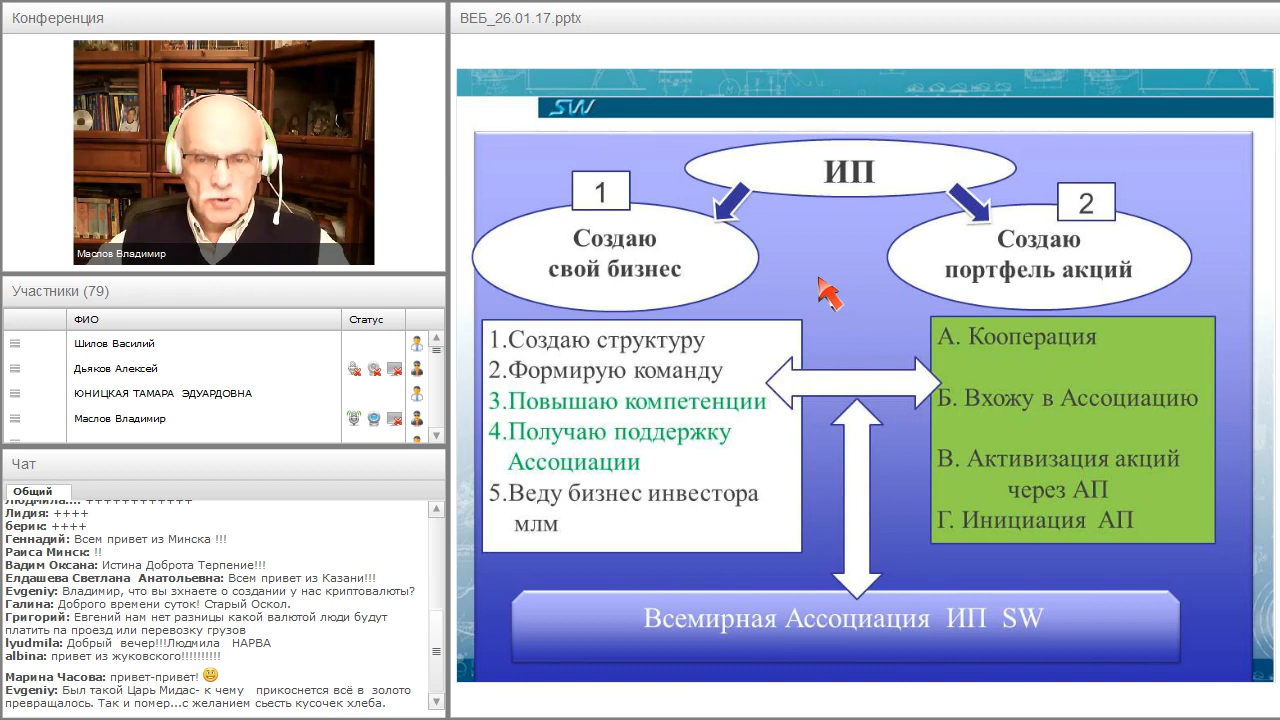 Конференция
Маслов Владимир
Участники (79)
ФИО
Статус
Шилов Василий
Дьяков Алексей
ЮНИЦКАЯ ТАМАРА ЭДУАРДОВНА
Маслов Владимир
Чат
Общий
Людмила.... ++++++++++++
Лидия: ++++
берик: ++++
Геннадий: Всем привет из Минска !!!
Раиса Минск: !!
Вадим Оксана: Истина Доброта Терпение!!!
Елдашева Светлана Анатольевна: Всем привет из Казани!!!
Evgeniy: Владимир, что вы зхнаете о создании у нас криптовалюты?
Галина: Доброго времени суток! Старый Оскол.
Григорий: Евгений нам нет разницы какой валютой люди будут
платить па проезд или перевозку грузов
lyudmila: Добрый вечер!!!Людмила НАРВА
albina: привет из жуковского!!!!!!!!!!
Марина Часова: привет-привет!
Evgeniy: Был такой Царь Мидас- к чему прикоснется всё в золото
превращалось. Так и помер...с желанием сьесть кусочек хлеба.
ВЕБ_26.01.17.pptx
SW
ИП
1
Создаю
свой бизнес
2
Создаю
портфель акций
1.Создаю структуру
2.Формирую команду
3.Повышаю компетенции
4.Получаю поддержку
Ассоциации
5.Веду бизнес инвестора
млм
А. Кооперация
Б. Вхожу в Ассоциацию
В. Активизация акций
через АП
Г. Инициация АП
Всемирная Ассоциация ИП SW